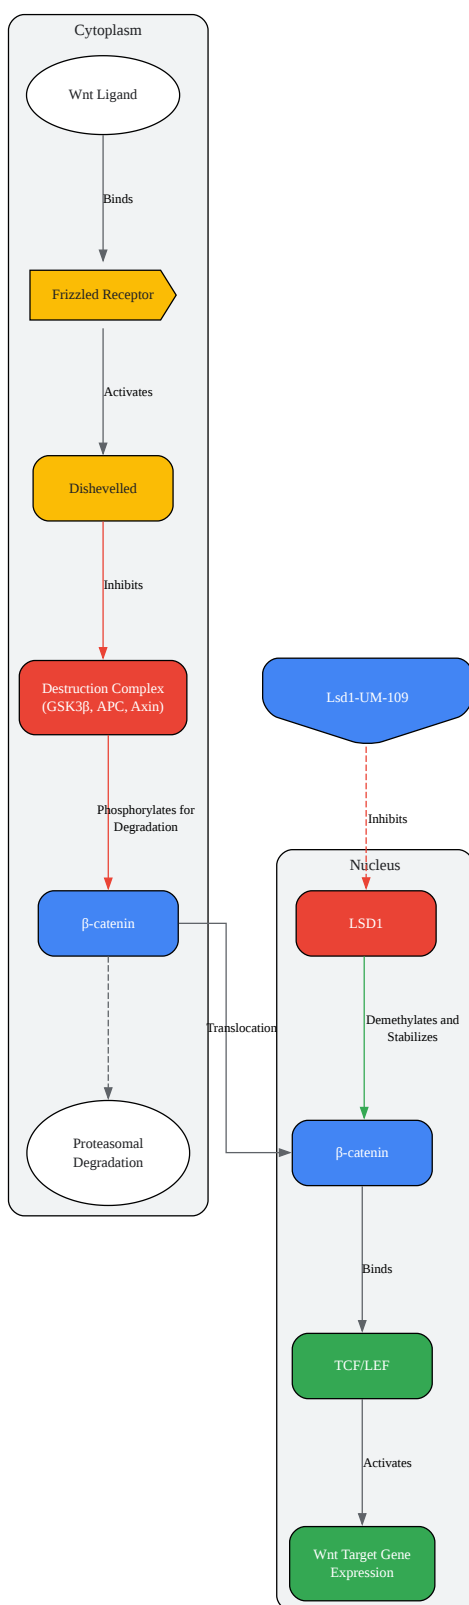 Cytoplasm
Wnt Ligand
Binds
Frizzled Receptor
Activates
Dishevelled
Inhibits
Destruction Complex
(GSK3β, APC, Axin)
Phosphorylates for
Degradation
β-catenin
Proteasomal
Degradation
Translocation
Lsd1-UM-109
Inhibits
Nucleus
LSD1
Demethylates and
Stabilizes
β-catenin
Binds
TCF/LEF
Activates
Wnt Target Gene
Expression